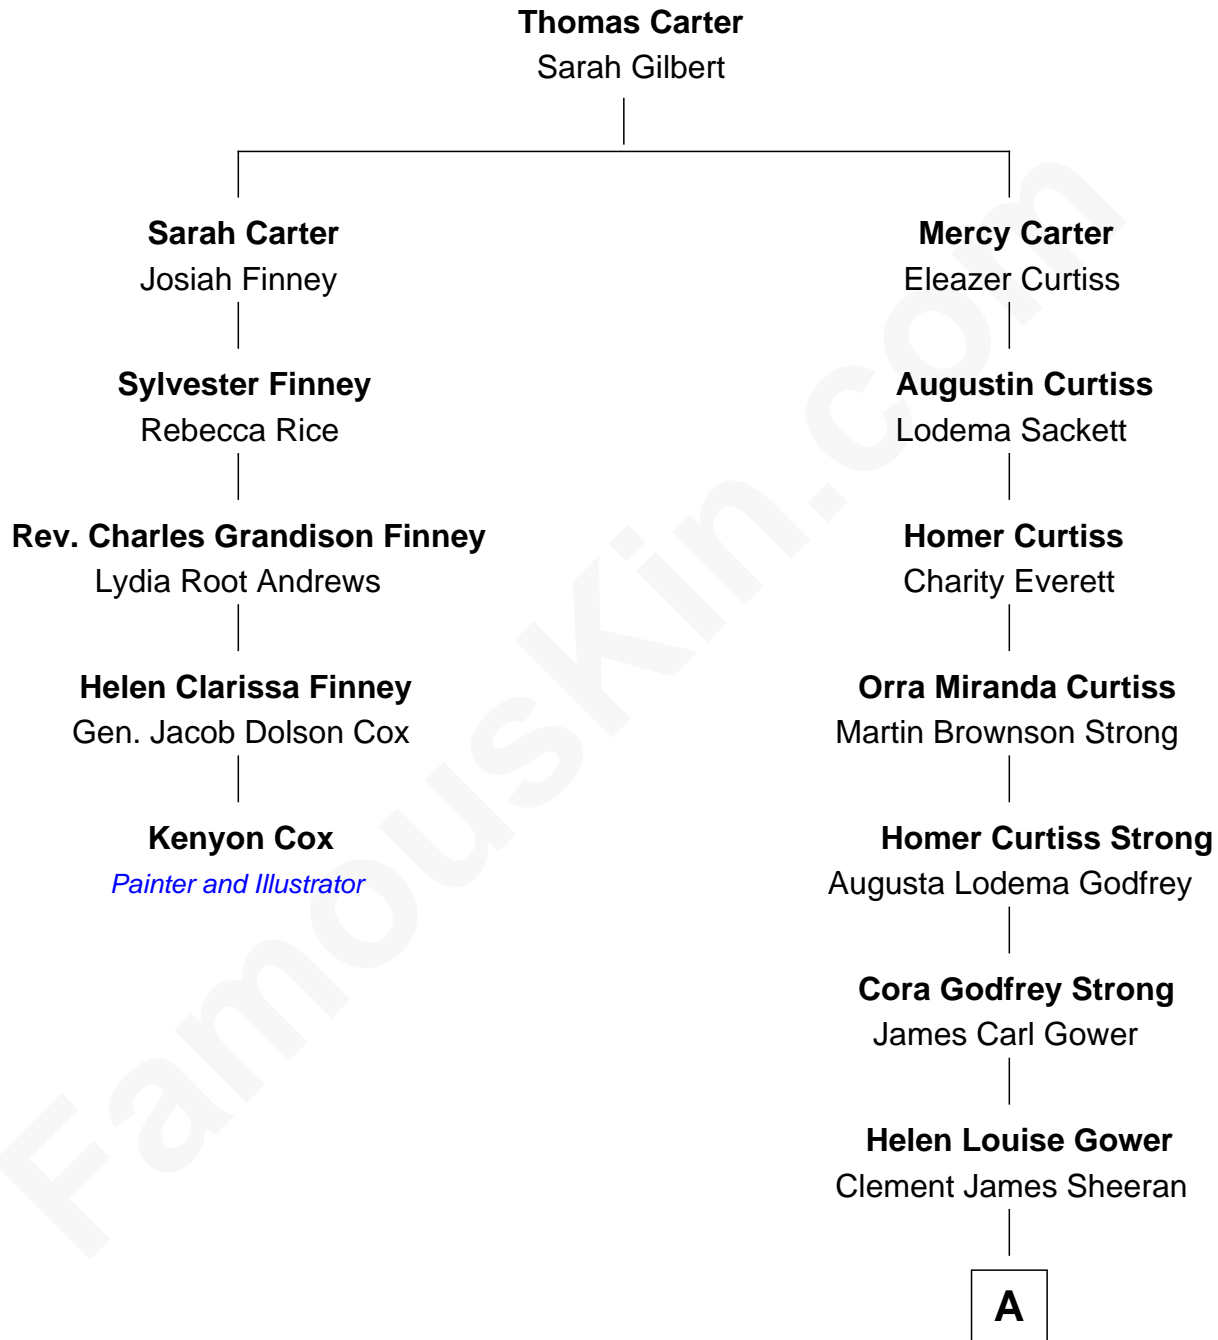 Thomas Carter
Sarah Gilbert
Sarah Carter
Josiah Finney
Mercy Carter
Eleazer Curtiss
Sylvester Finney
Rebecca Rice
Augustin Curtiss
Lodema Sackett
Rev. Charles Grandison Finney
Lydia Root Andrews
Homer Curtiss
Charity Everett
Helen Clarissa Finney
Gen. Jacob Dolson Cox
Orra Miranda Curtiss
Martin Brownson Strong
Kenyon Cox
Painter and Illustrator
Homer Curtiss Strong
Augusta Lodema Godfrey
Cora Godfrey Strong
James Carl Gower
Helen Louise Gower
Clement James Sheeran
A
FamousKin.com